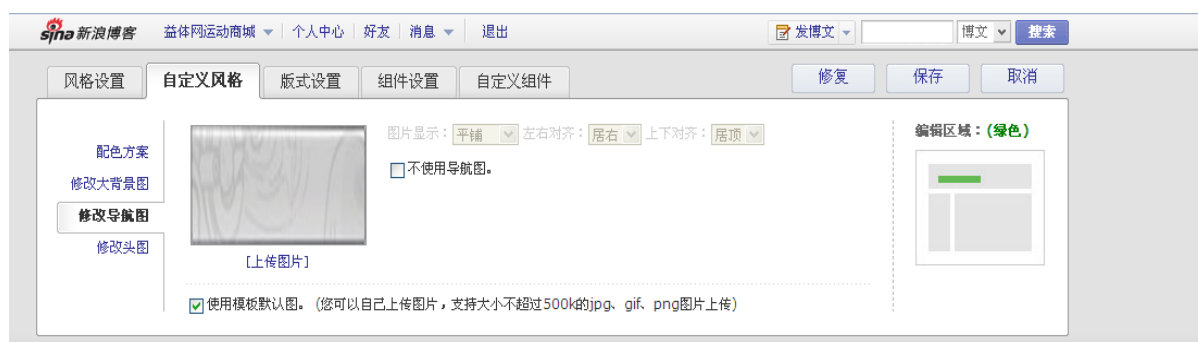 sina 新浪博客 益体网运动商城 个人中心 好友 消息 退出 发博文 博文 搜索
风格设置 自定义风格 版式设置 组件设置 自定义组件 修复 保存 取消
图片显示：平铺 左右对齐：居右 上下对齐：居顶 编辑区域：(绿色)
配色方案
不使用导航图。
修改大背景图
修改导航图
修改头图
[上传图片]
使用模板默认图。（您可以自己上传图片，支持大小不超过500k的jpg、gif、png图片上传）